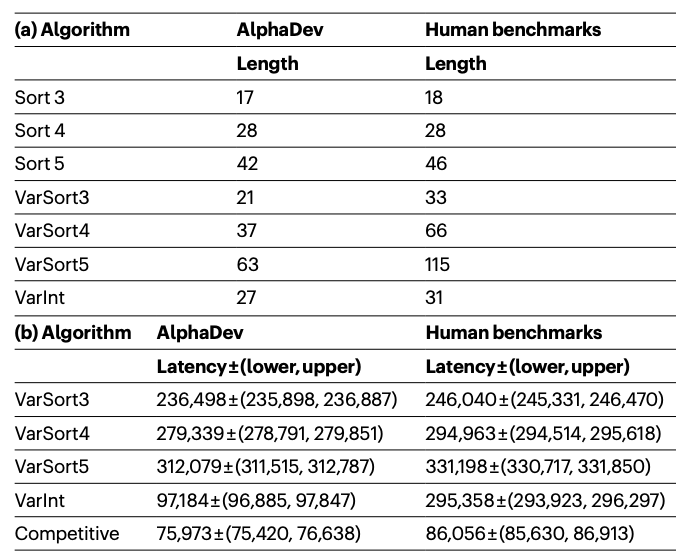 (a) Algorithm AlphaDev Human benchmarks
Length Length
Sort 3 17 18
Sort 4 28 28
Sort 5 42 46
VarSort3 21 33
VarSort4 37 66
VarSort5 63 115
VarInt 27 31
(b) Algorithm AlphaDev Human benchmarks
Latency±(lower, upper) Latency±(lower, upper)
VarSort3 236,498±(235,898, 236,887) 246,040±(245,331, 246,470)
VarSort4 279,339±(278,791, 279,851) 294,963±(294,514, 295,618)
VarSort5 312,079±(311,515, 312,787) 331,198±(330,717, 331,850)
VarInt 97,184±(96,885, 97,847) 295,358±(293,923, 296,297)
Competitive 75,973±(75,420, 76,638) 86,056±(85,630, 86,913)